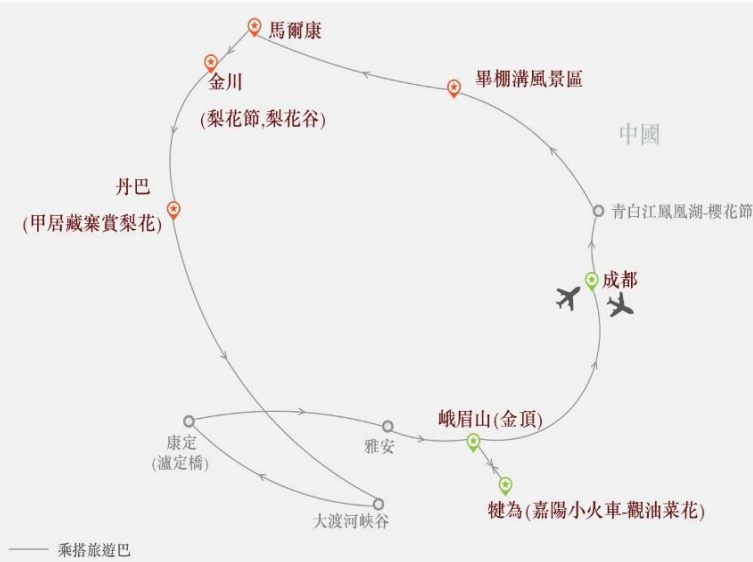 馬爾康
金川
(梨花節,梨花谷)
畢棚溝風景區
中國
丹巴
(甲居藏寨賞梨花)
青白江鳳凰湖-櫻花節
成都
峨眉山(金頂)
康定
(瀘定橋)
雅安
犍為(嘉陽小火車-觀油菜花)
大渡河峽谷
乘搭旅遊巴